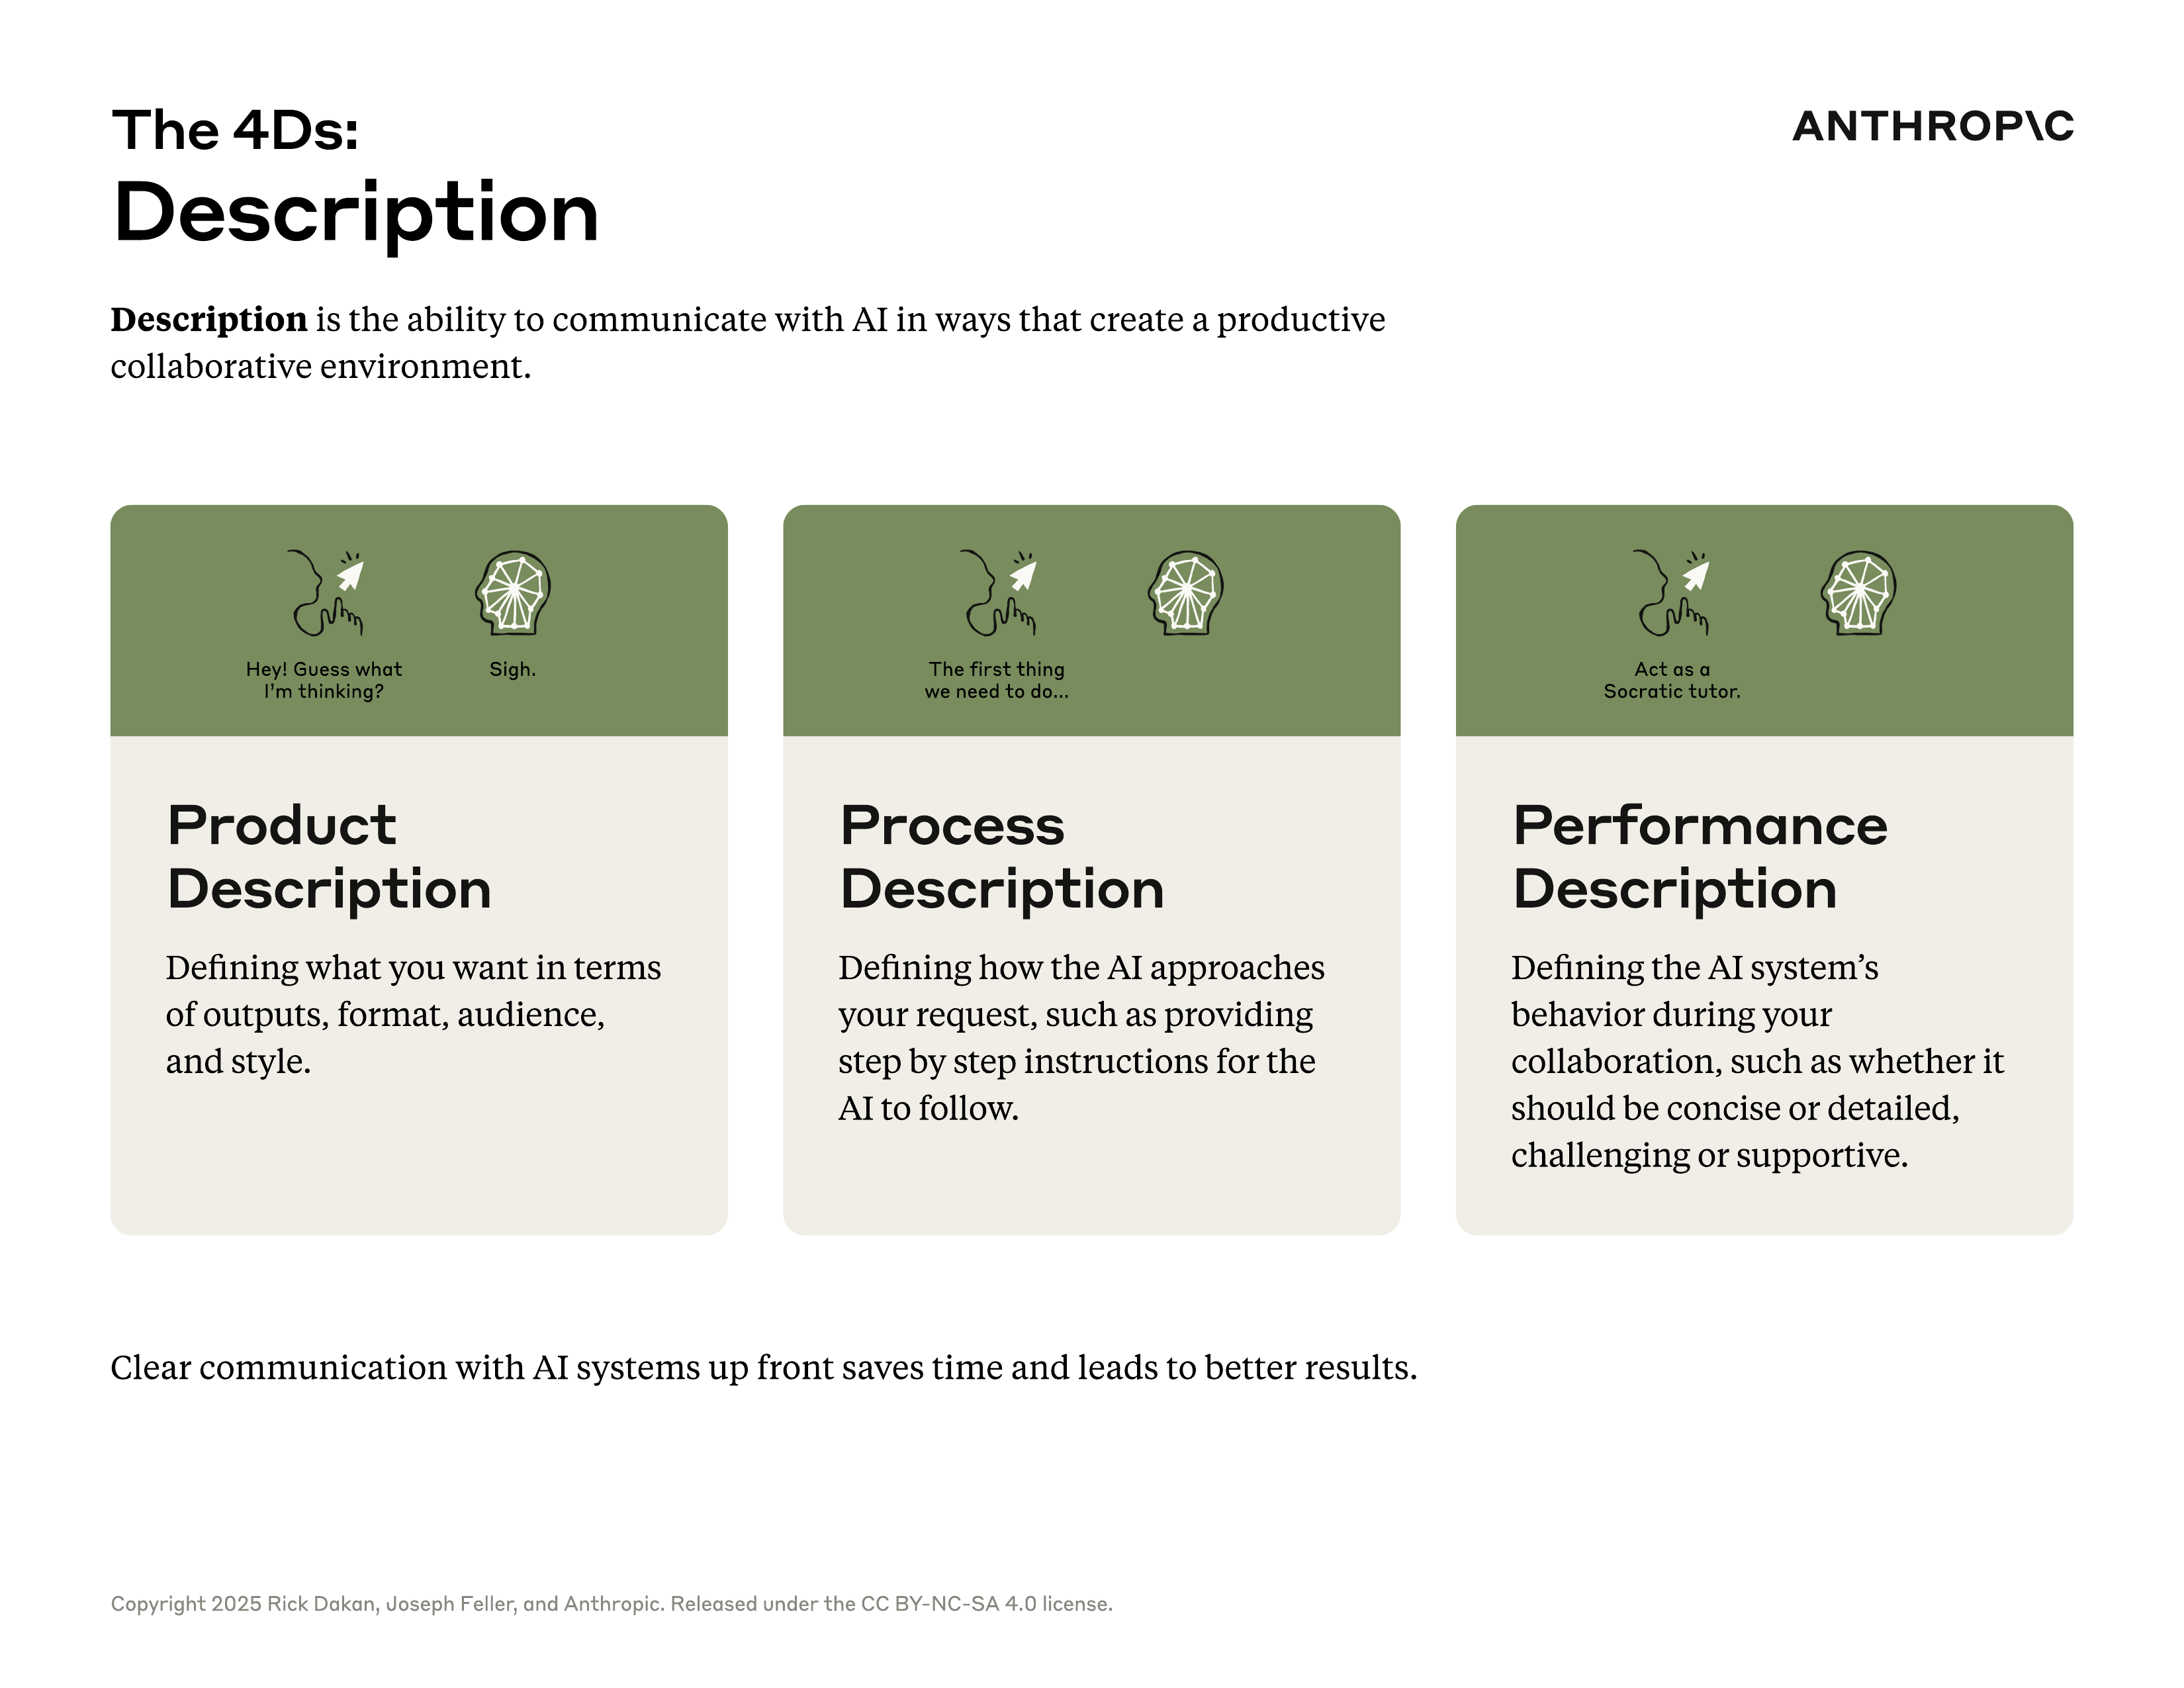 The 4Ds:
ANTHROP\C
Description
Description is the ability to communicate with AI in ways that create a productive
collaborative environment.
Hey! Guess what
I’m thinking?
Sigh.
Product
Description
Defining what you want in terms
of outputs, format, audience,
and style.
The first thing
we need to do...
Process
Description
Defining how the AI approaches
your request, such as providing
step by step instructions for the
AI to follow.
Act as a
Socratic tutor.
Performance
Description
Defining the AI system’s
behavior during your
collaboration, such as whether it
should be concise or detailed,
challenging or supportive.
Clear communication with AI systems up front saves time and leads to better results.
Copyright 2025 Rick Dakan, Joseph Feller, and Anthropic. Released under the CC BY-NC-SA 4.0 license.